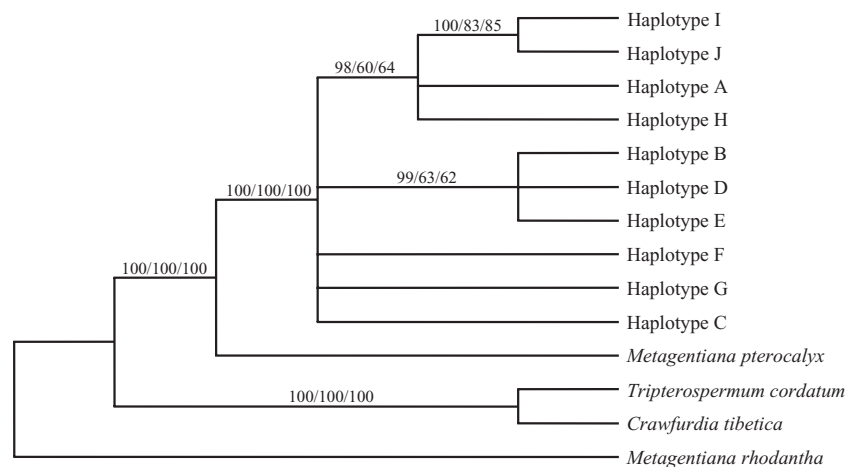 Haplotype I
100/83/85
Haplotype J
98/60/64
Haplotype A
Haplotype H
Haplotype B
99/63/62
Haplotype D
100/100/100
Haplotype E
Haplotype F
100/100/100
Haplotype G
Haplotype C
Metagentiana pterocalyx
Tripterospermum cordatum
100/100/100
Crawfurdia tibetica
Metagentiana rhodantha